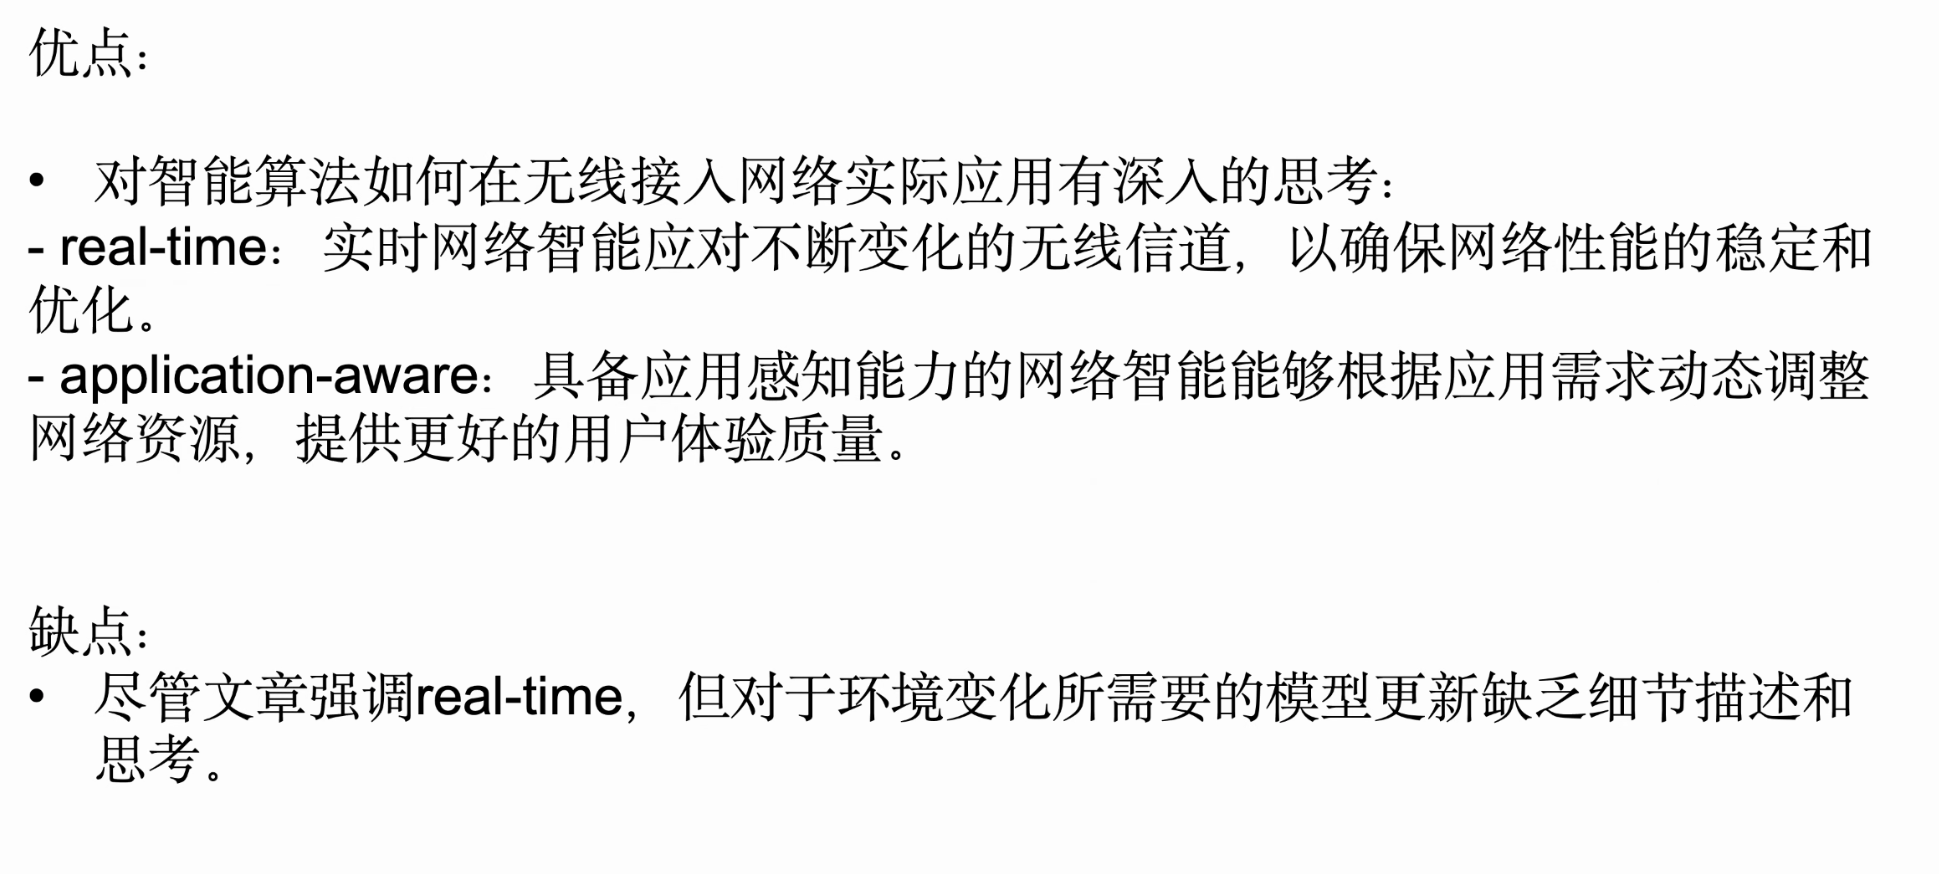 优点：
• 对智能算法如何在无线接入网络实际应用有深入的思考：
- real-time： 实时网络智能应对不断变化的无线信道，以确保网络性能的稳定和
优化。
- application-aware： 具备应用感知能力的网络智能能够根据应用需求动态调整
网络资源，提供更好的用户体验质量。
缺点：
• 尽管文章强调real-time，但对于环境变化所需要的模型更新缺乏细节描述和
思考。